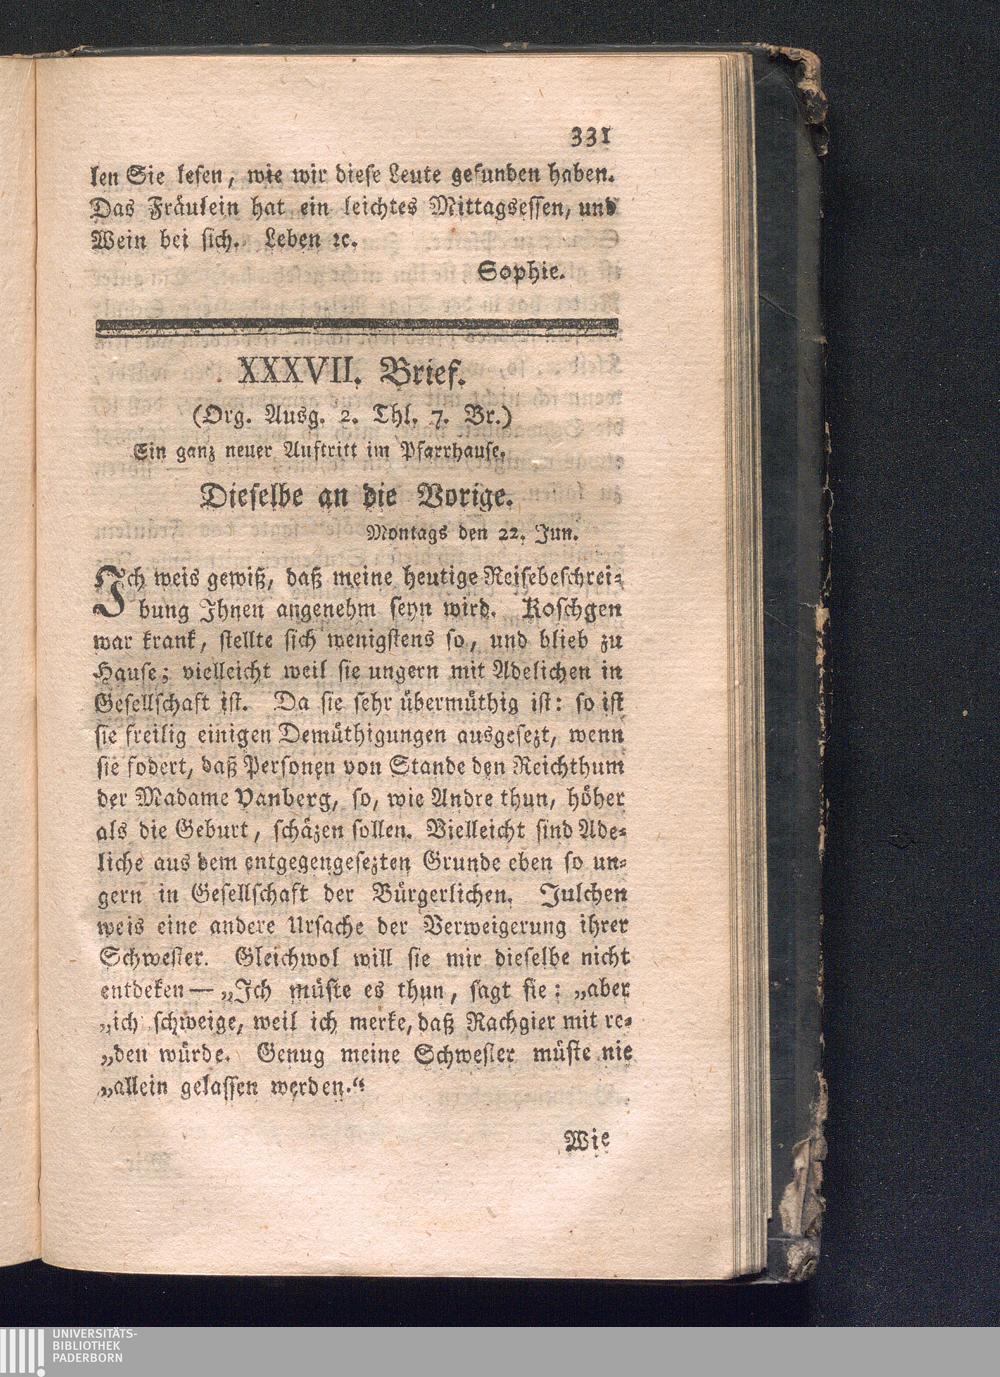 331
len Sie lesen, wie wir diese Leute gefunden haben.
Das Fräulein hat ein leichtes Mittagsessen, und
Wein bei sich. Leben ꝛc.
Sophie.
XXXVII. Brief.
(Org. Ausg. 2. Thl. 7. Br.)
Ein ganz neuer Auftritt im Pfarrhause.
Dieselbe an die Vorige.
Montags den 22. Jun.
Ich weis gewiß, daß meine heutige Reisebeschrei-
bung Ihnen angenehm seyn wird. Koschgen
war krank, stellte sich wenigstens so, und blieb zu
Hause; vielleicht weil sie ungern mit Adelichen in
Gesellschaft ist. Da sie sehr übermüthig ist: so ist
sie freilig einigen Demüthigungen ausgesezt, wenn
sie fodert, daß Personen von Stande den Reichthum
der Madame Vanberg, so, wie Andre thun, höher
als die Geburt, schäzen sollen. Vielleicht sind Ade-
liche aus dem entgegengesezten Grunde eben so un-
gern in Gesellschaft der Bürgerlichen. Julchen
weis eine andere Ursache der Verweigerung ihrer
Schwester. Gleichwol will sie mir dieselbe nicht
entdeken — „Ich müste es thun, sagt sie: „aber
„ich schweige, weil ich merke, daß Rachgier mit re-
„den würde. Genug meine Schwester müste nie
„allein gelassen werden.“
Wie
UNIVERSITÄTS-
BIBLIOTHEK
PADERBORN